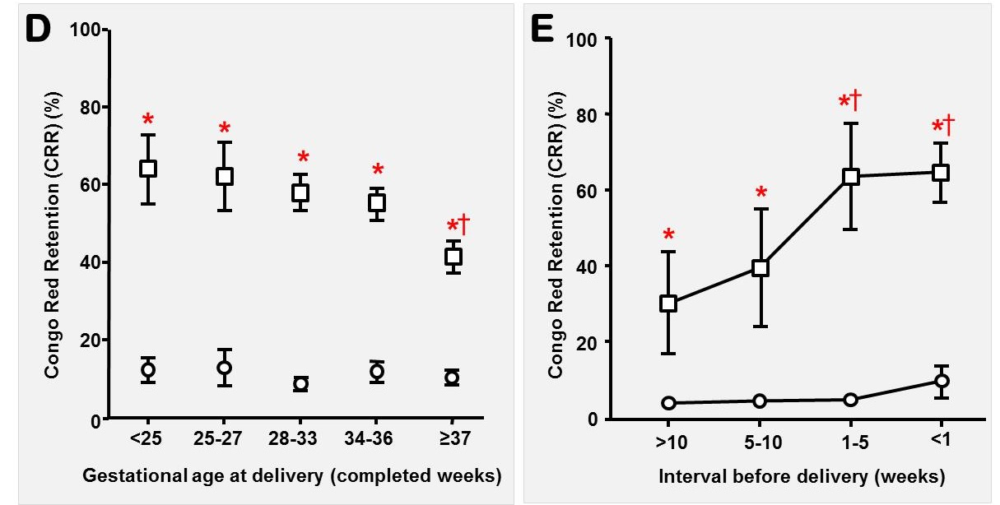 D
Congo Red Retention (CRR) (%)
100
80
60
40
20
0
*
*
*
*
*†
<25 25-27 28-33 34-36 ≥37
Gestational age at delivery (completed weeks)
E
Congo Red Retention (CRR) (%)
100
80
60
40
20
0
*
*
*†
*†
>10 5-10 1-5 <1
Interval before delivery (weeks)